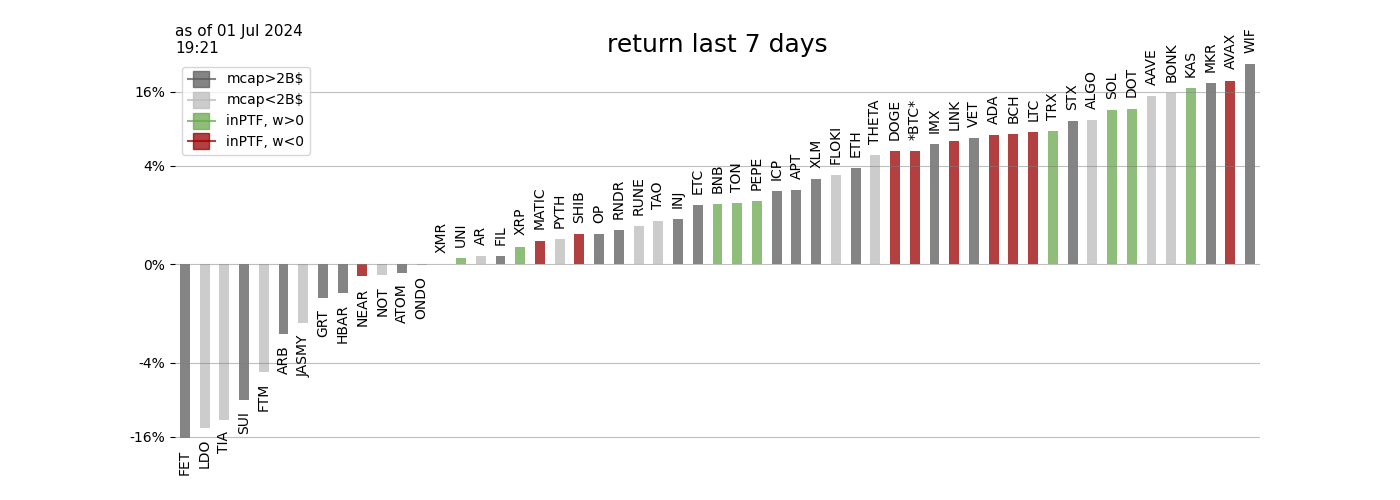 as of 01 Jul 2024
19:21
return last 7 days
mcap>2B$
mcap<2B$
inPTF, w>0
inPTF, w<0
16%
4%
0%
-4%
-16%
FET
LDO
TIA
SUI
FTM
ARB
JASMY
GRT
HBAR
NEAR
NOT
ATOM
ONDO
XMR
UNI
AR
FIL
XRP
MATIC
PYTH
SHIB
OP
RNDR
RUNE
TAO
INJ
ETC
BNB
TON
PEPE
ICP
APT
XLM
FLOKI
ETH
THETA
DOGE
*BTC*
IMX
LINK
VET
ADA
BCH
LTC
TRX
STX
ALGO
SOL
DOT
AAVE
BONK
KAS
MKR
AVAX
WIF